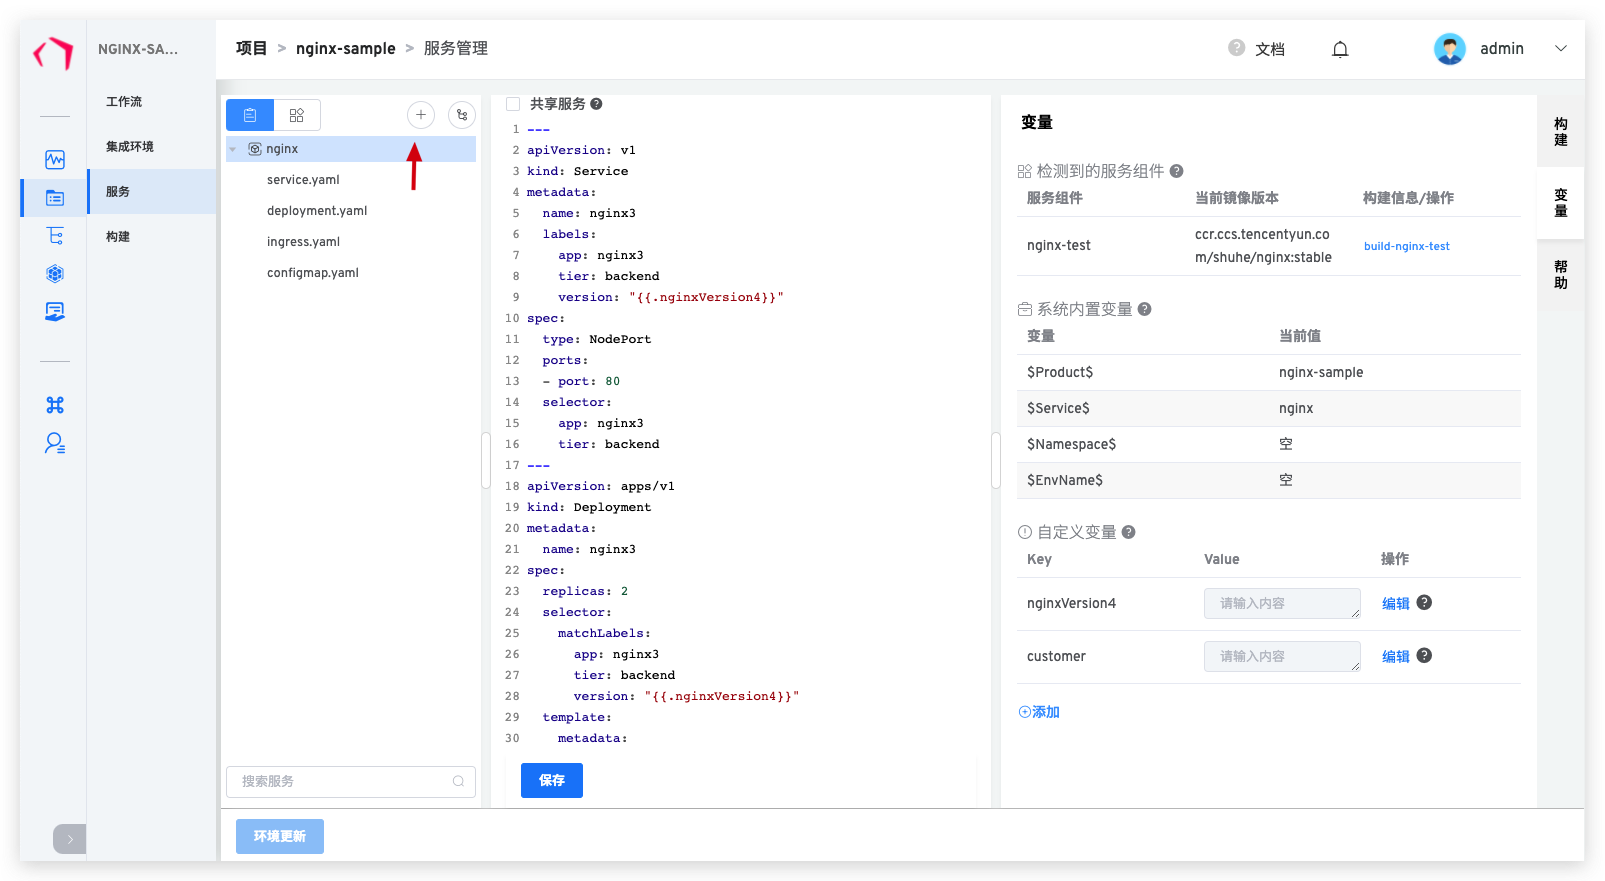 NGINX-SA...
项目 > nginx-sample > 服务管理
文档
admin
工作流
集成环境
服务
构建
nginx
service.yaml
deployment.yaml
ingress.yaml
configmap.yaml
搜索服务
共享服务
1 ---
2 apiVersion: v1
3 kind: Service
4 metadata:
5 name: nginx3
6 labels:
7 app: nginx3
8 tier: backend
9 version: "{{.nginxVersion4}}"
10 spec:
11 type: NodePort
12 ports:
13 - port: 80
14 selector:
15 app: nginx3
16 tier: backend
17 ---
18 apiVersion: apps/v1
19 kind: Deployment
20 metadata:
21 name: nginx3
22 spec:
23 replicas: 2
24 selector:
25 matchLabels:
26 app: nginx3
27 tier: backend
28 version: "{{.nginxVersion4}}"
29 template:
30 metadata:
保存
环境更新
变量
检测到的服务组件
服务组件 当前镜像版本 构建信息/操作
nginx-test ccr.ccs.tencentyun.co build-nginx-test
m/shuhe/nginx:stable
系统内置变量
变量 当前值
$Product$ nginx-sample
$Service$ nginx
$Namespace$ 空
$EnvName$ 空
自定义变量
Key Value 操作
nginxVersion4 请输入内容 编辑
customer 请输入内容 编辑
添加
构建
变量
帮助